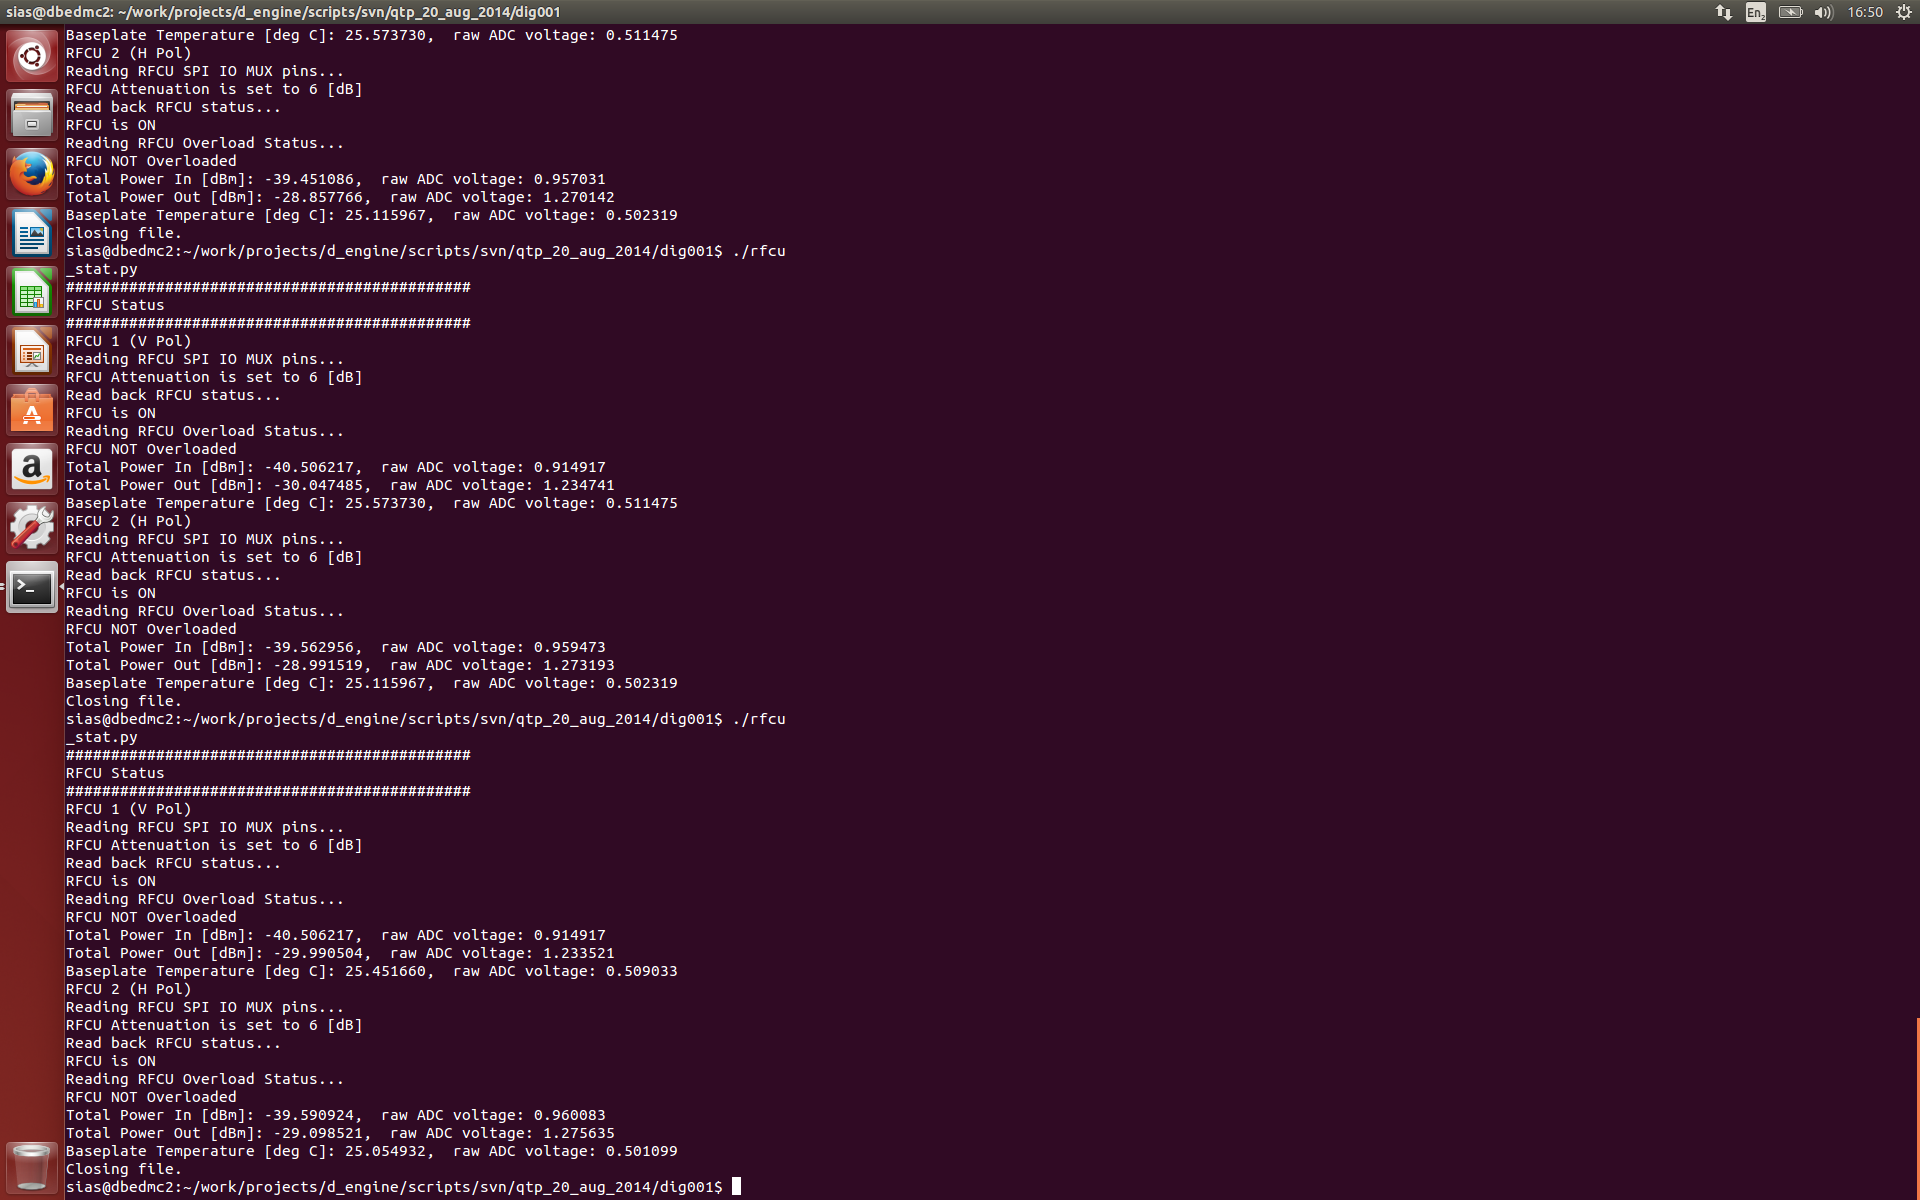 sias@dbedmc2: ~/work/projects/d_engine/scripts/svn/qtp_20_aug_2014/dig001
En2
16:50
Baseplate Temperature [deg C]: 25.573730,  raw ADC voltage: 0.511475
RFCU 2 (H Pol)
Reading RFCU SPI IO MUX pins...
RFCU Attenuation is set to 6 [dB]
Read back RFCU status...
RFCU is ON
Reading RFCU Overload Status...
RFCU NOT Overloaded
Total Power In [dBm]: -39.451086,  raw ADC voltage: 0.957031
Total Power Out [dBm]: -28.857766,  raw ADC voltage: 1.270142
Baseplate Temperature [deg C]: 25.115967,  raw ADC voltage: 0.502319
Closing file.
sias@dbedmc2:~/work/projects/d_engine/scripts/svn/qtp_20_aug_2014/dig001$ ./rfcu
_stat.py
#############################################
RFCU Status
#############################################
RFCU 1 (V Pol)
Reading RFCU SPI IO MUX pins...
RFCU Attenuation is set to 6 [dB]
Read back RFCU status...
RFCU is ON
Reading RFCU Overload Status...
RFCU NOT Overloaded
Total Power In [dBm]: -40.506217,  raw ADC voltage: 0.914917
Total Power Out [dBm]: -30.047485,  raw ADC voltage: 1.234741
Baseplate Temperature [deg C]: 25.573730,  raw ADC voltage: 0.511475
RFCU 2 (H Pol)
Reading RFCU SPI IO MUX pins...
RFCU Attenuation is set to 6 [dB]
Read back RFCU status...
RFCU is ON
Reading RFCU Overload Status...
RFCU NOT Overloaded
Total Power In [dBm]: -39.562956,  raw ADC voltage: 0.959473
Total Power Out [dBm]: -28.991519,  raw ADC voltage: 1.273193
Baseplate Temperature [deg C]: 25.115967,  raw ADC voltage: 0.502319
Closing file.
sias@dbedmc2:~/work/projects/d_engine/scripts/svn/qtp_20_aug_2014/dig001$ ./rfcu
_stat.py
#############################################
RFCU Status
#############################################
RFCU 1 (V Pol)
Reading RFCU SPI IO MUX pins...
RFCU Attenuation is set to 6 [dB]
Read back RFCU status...
RFCU is ON
Reading RFCU Overload Status...
RFCU NOT Overloaded
Total Power In [dBm]: -40.506217,  raw ADC voltage: 0.914917
Total Power Out [dBm]: -29.990504,  raw ADC voltage: 1.233521
Baseplate Temperature [deg C]: 25.451660,  raw ADC voltage: 0.509033
RFCU 2 (H Pol)
Reading RFCU SPI IO MUX pins...
RFCU Attenuation is set to 6 [dB]
Read back RFCU status...
RFCU is ON
Reading RFCU Overload Status...
RFCU NOT Overloaded
Total Power In [dBm]: -39.590924,  raw ADC voltage: 0.960083
Total Power Out [dBm]: -29.098521,  raw ADC voltage: 1.275635
Baseplate Temperature [deg C]: 25.054932,  raw ADC voltage: 0.501099
Closing file.
sias@dbedmc2:~/work/projects/d_engine/scripts/svn/qtp_20_aug_2014/dig001$